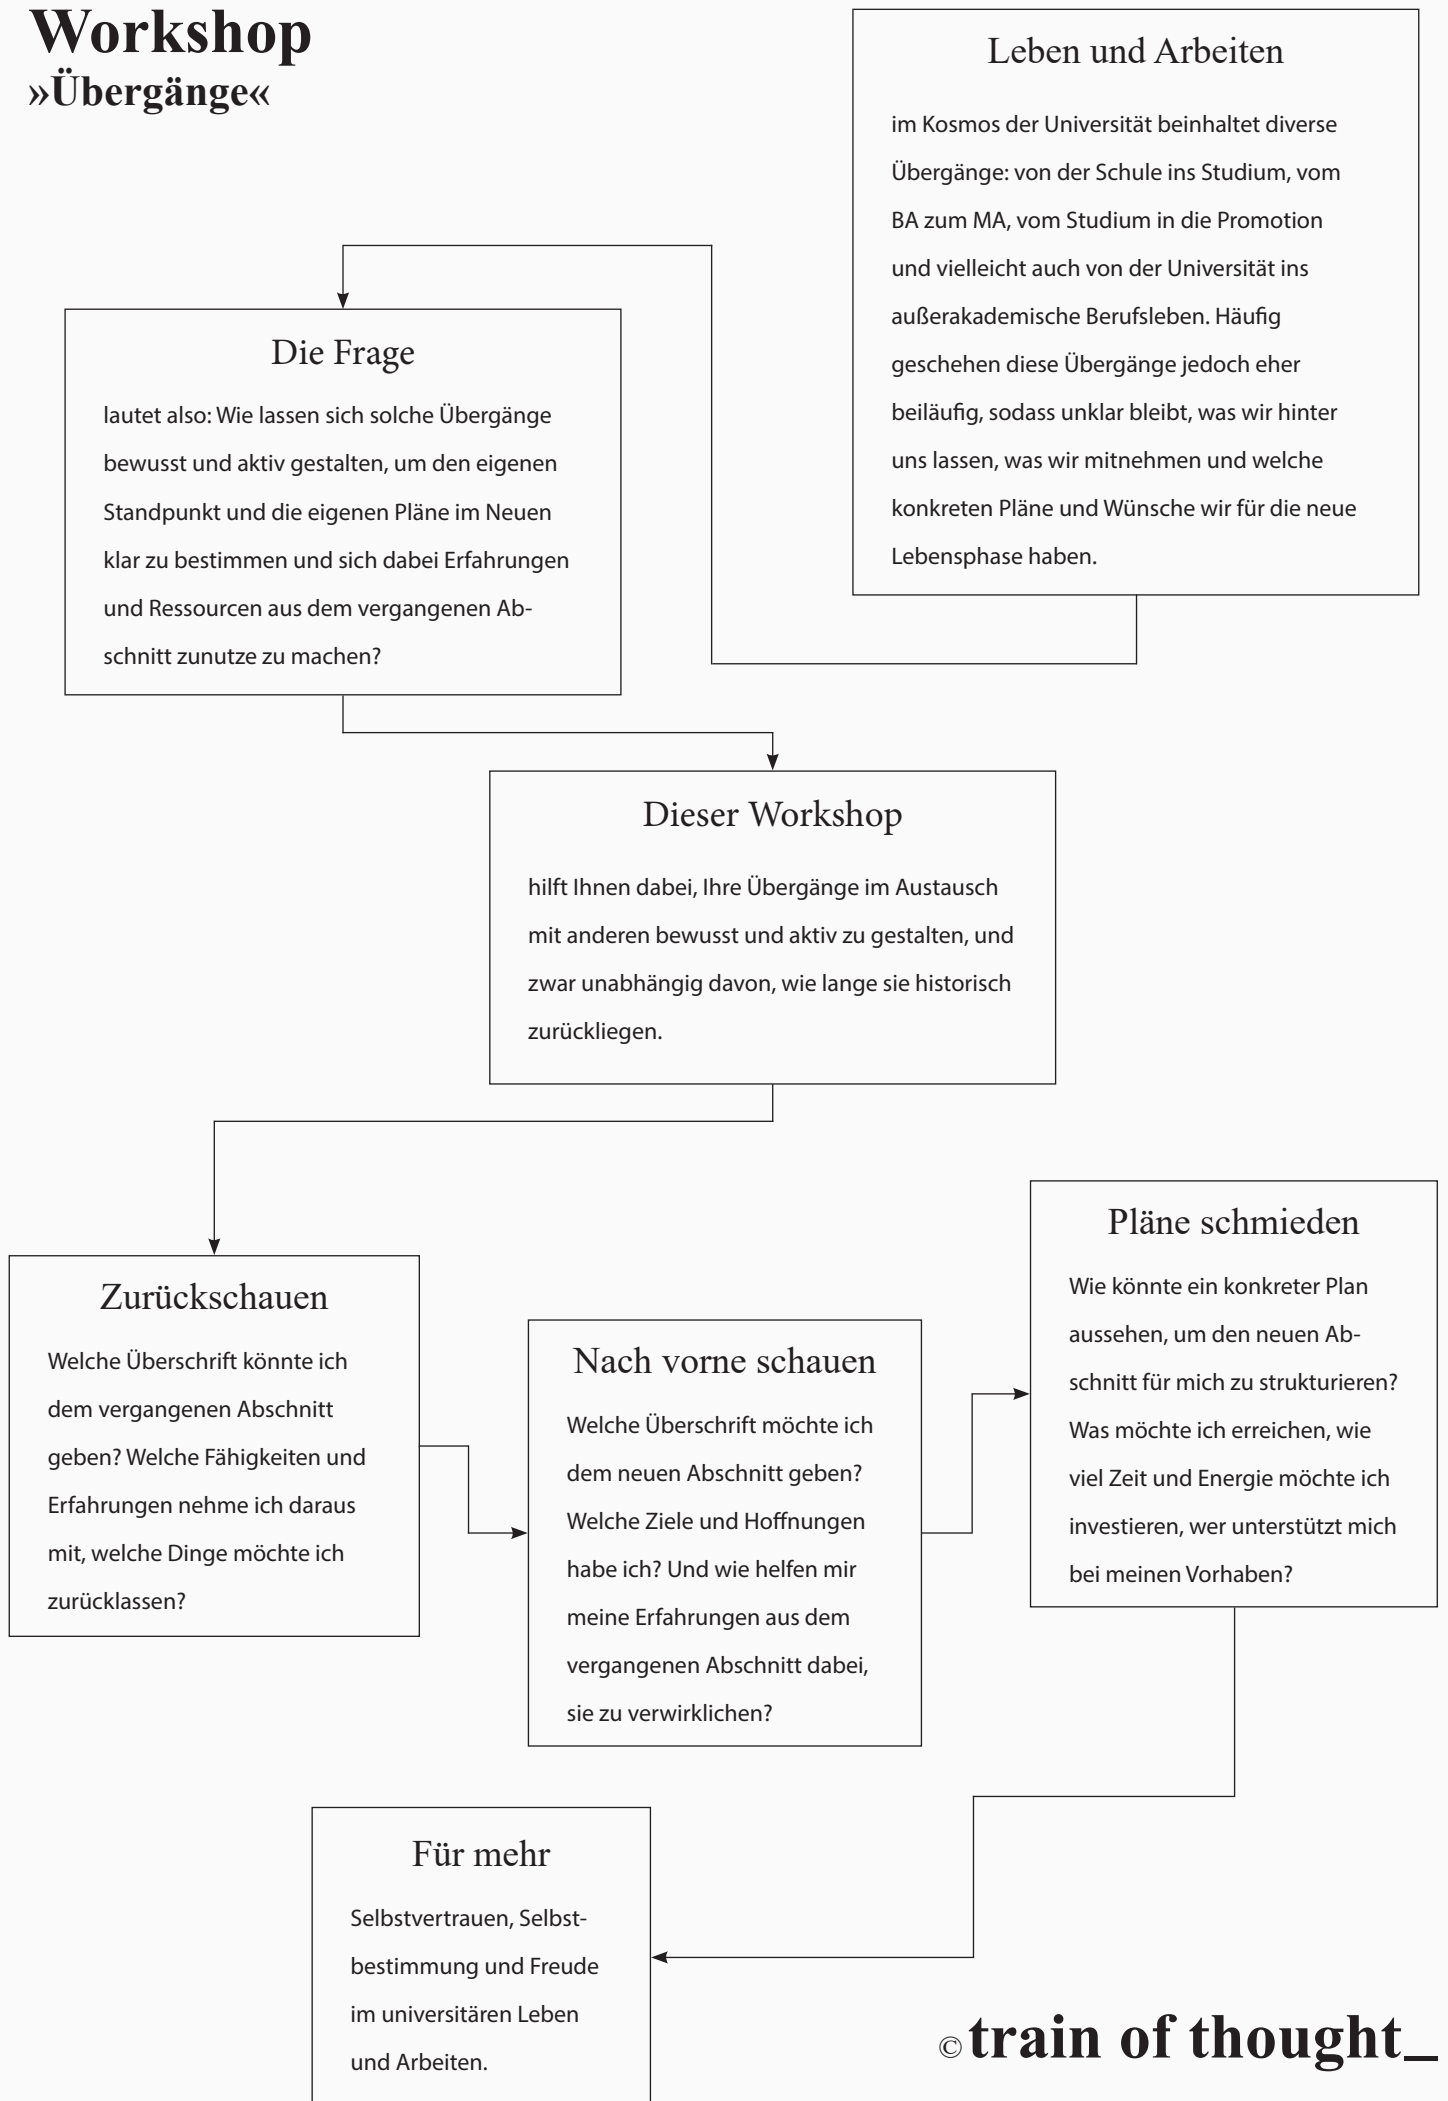 Workshop
»Übergänge«
Leben und Arbeiten
im Kosmos der Universität beinhaltet diverse
Übergänge: von der Schule ins Studium, vom
BA zum MA, vom Studium in die Promotion
und vielleicht auch von der Universität ins
außerakademische Berufsleben. Häufig
geschehen diese Übergänge jedoch eher
beiläufig, sodass unklar bleibt, was wir hinter
uns lassen, was wir mitnehmen und welche
konkreten Pläne und Wünsche wir für die neue
Lebensphase haben.
Die Frage
lautet also: Wie lassen sich solche Übergänge
bewusst und aktiv gestalten, um den eigenen
Standpunkt und die eigenen Pläne im Neuen
klar zu bestimmen und sich dabei Erfahrungen
und Ressourcen aus dem vergangenen Ab-
schnitt zunutze zu machen?
Dieser Workshop
hilft Ihnen dabei, Ihre Übergänge im Austausch
mit anderen bewusst und aktiv zu gestalten, und
zwar unabhängig davon, wie lange sie historisch
zurückliegen.
Zurückschauen
Welche Überschrift könnte ich
dem vergangenen Abschnitt
geben? Welche Fähigkeiten und
Erfahrungen nehme ich daraus
mit, welche Dinge möchte ich
zurücklassen?
Nach vorne schauen
Welche Überschrift möchte ich
dem neuen Abschnitt geben?
Welche Ziele und Hoffnungen
habe ich? Und wie helfen mir
meine Erfahrungen aus dem
vergangenen Abschnitt dabei,
sie zu verwirklichen?
Pläne schmieden
Wie könnte ein konkreter Plan
aussehen, um den neuen Ab-
schnitt für mich zu strukturieren?
Was möchte ich erreichen, wie
viel Zeit und Energie möchte ich
investieren, wer unterstützt mich
bei meinen Vorhaben?
Für mehr
Selbstvertrauen, Selbst-
bestimmung und Freude
im universitären Leben
und Arbeiten.
© train of thought_